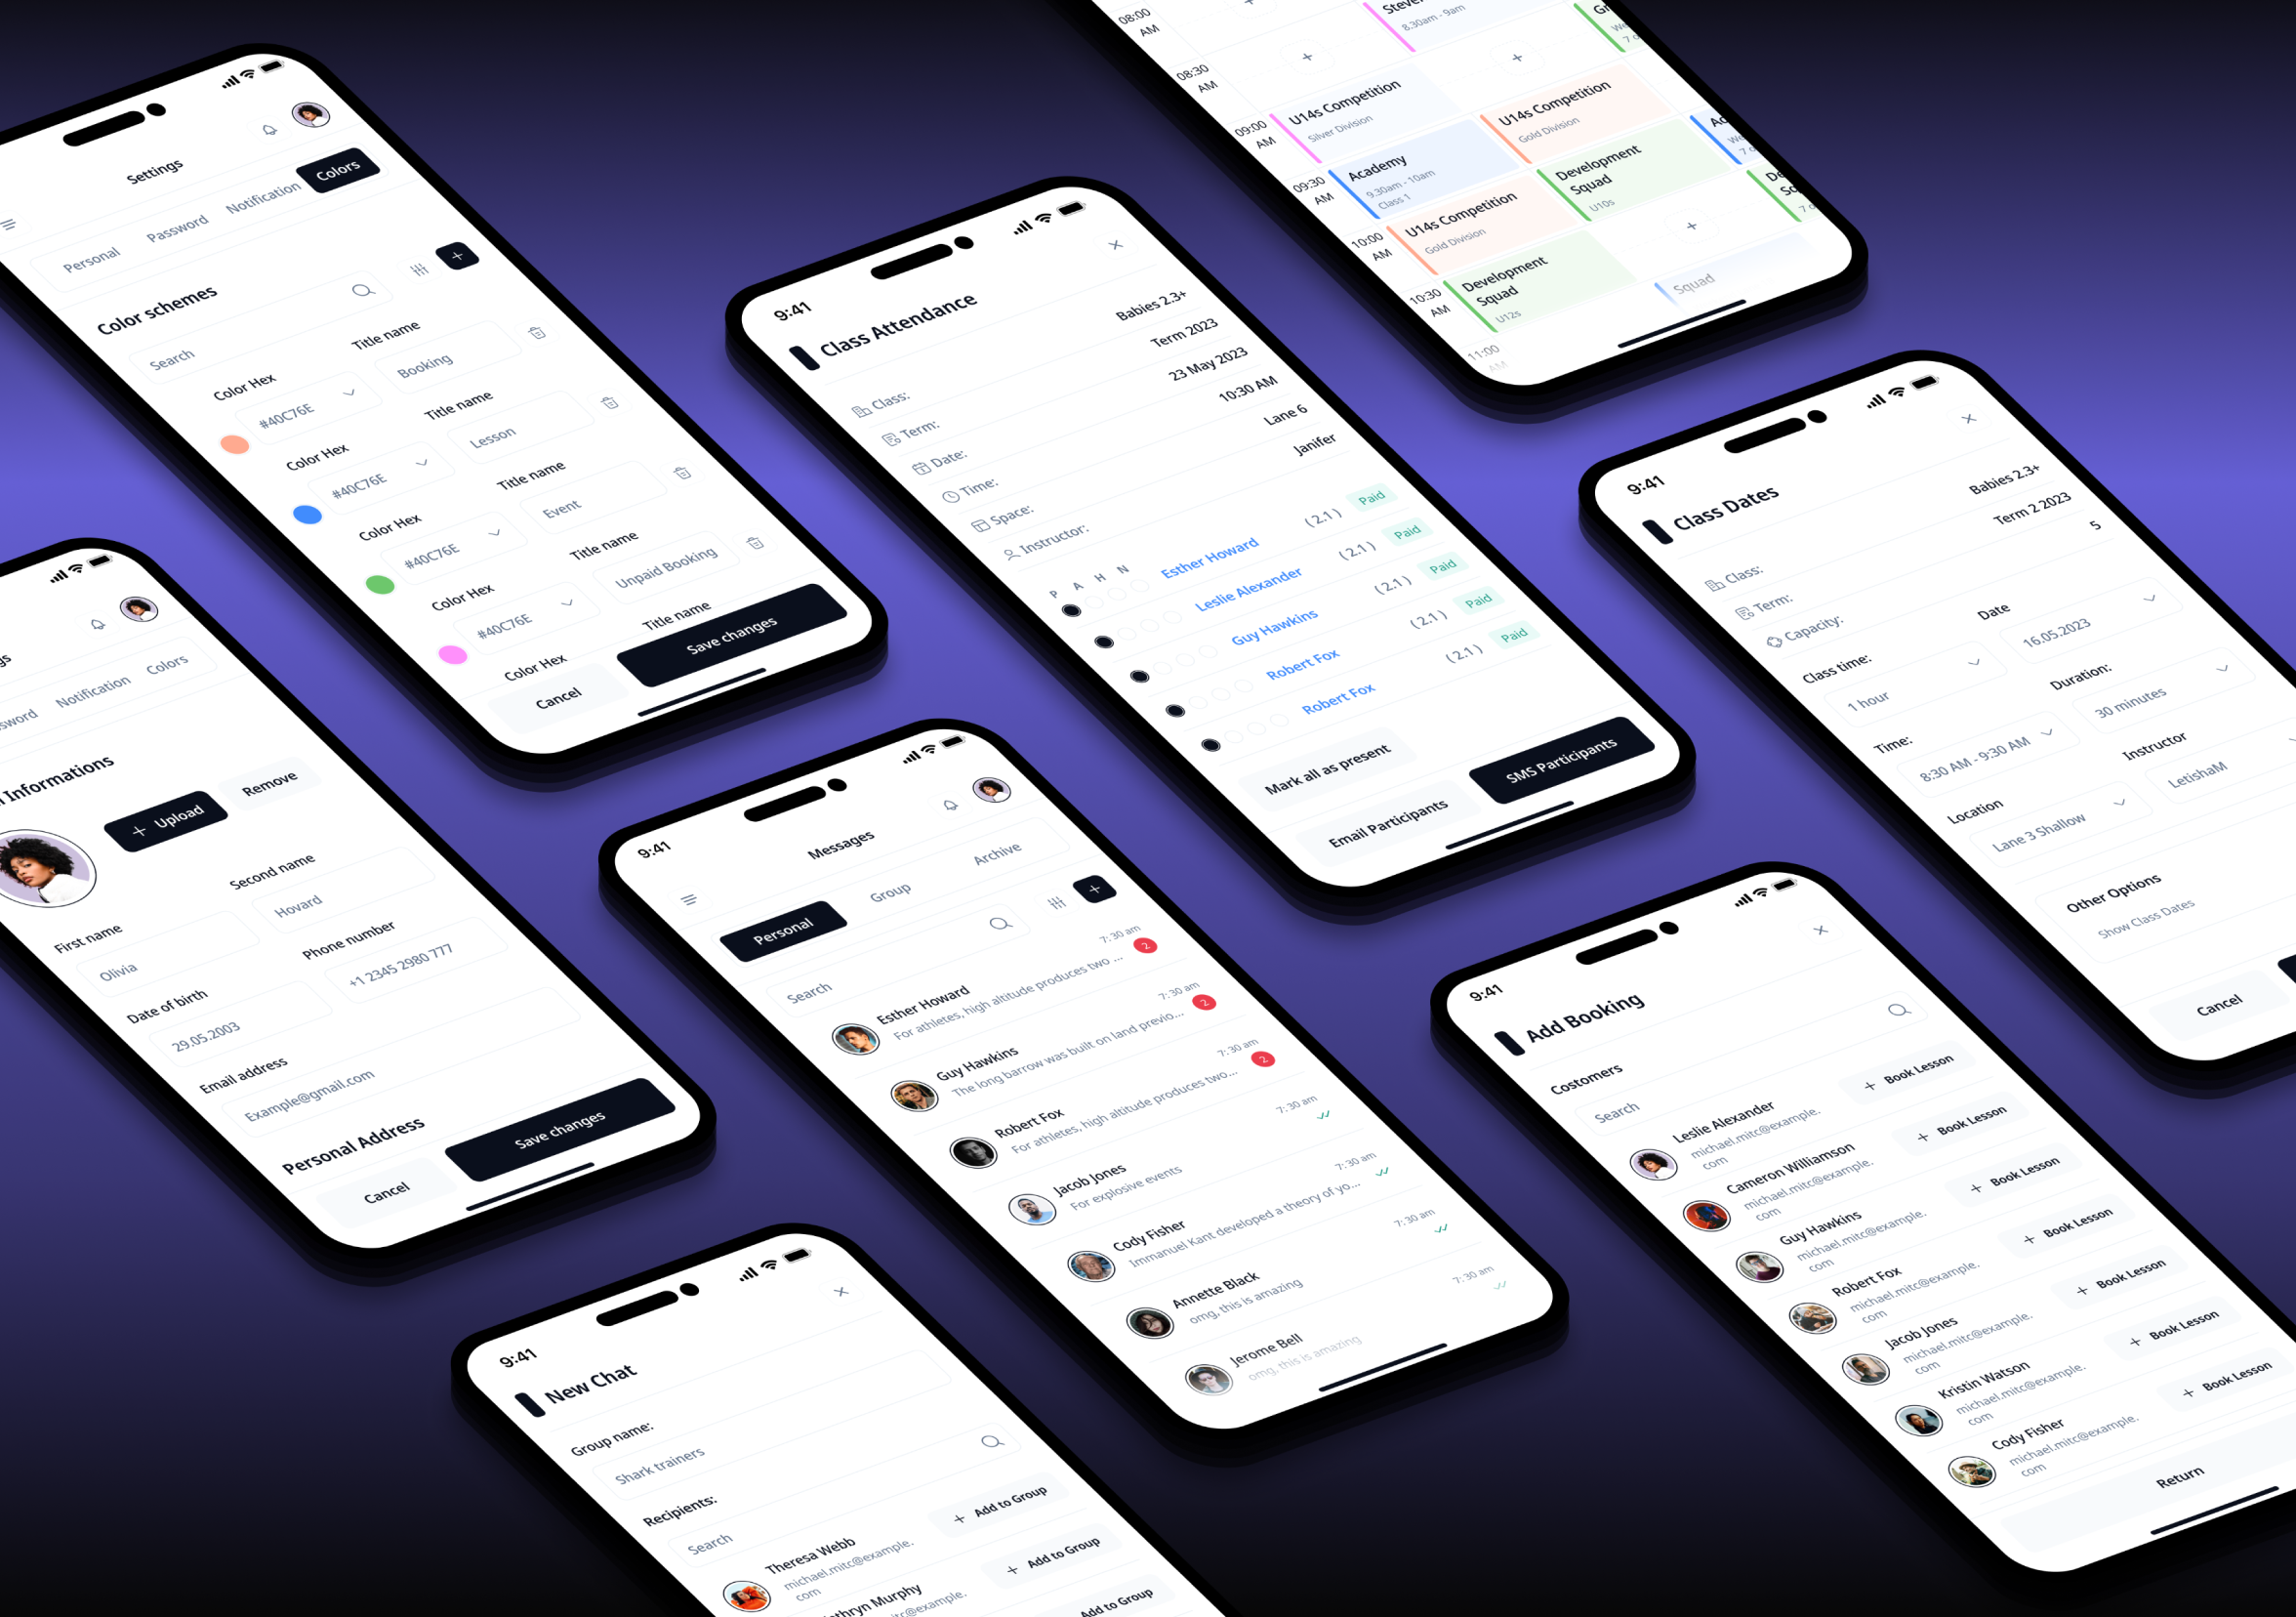 Settings
Personal
Password
Notification
Colors
Color schemes
Search
Color Hex
Title name
#40C76E
Booking
Color Hex
Title name
#40C76E
Lesson
Color Hex
Title name
#40C76E
Event
Color Hex
Title name
#40C76E
Unpaid Booking
Color Hex
Title name
Cancel
Save changes
Notification
Colors
Informations
Upload
Remove
First name
Second name
Olivia
Hovard
Date of birth
Phone number
29.05.2003
+1 2345 2980 777
Email address
Example@gmail.com
Personal Address
Cancel
Save changes
9:41
Class Attendance
Class:
Babies 2.3+
Term:
Term 2023
Date:
23 May 2023
Time:
10:30 AM
Space:
Lane 6
Instructor:
Janifer
P A H N
Esther Howard ( 2.1 ) Paid
Leslie Alexander ( 2.1 ) Paid
Guy Hawkins ( 2.1 ) Paid
Robert Fox ( 2.1 ) Paid
Robert Fox ( 2.1 ) Paid
Mark all as present
Email Participants
SMS Participants
9:41
Messages
Personal
Group
Archive
Search
Esther Howard
7:30 am
For athletes, high altitude produces two ...
2
Guy Hawkins
7:30 am
The long barrow was built on land previo...
2
Robert Fox
7:30 am
For athletes, high altitude produces two...
2
Jacob Jones
7:30 am
For explosive events
Cody Fisher
7:30 am
Immanuel Kant developed a theory of yo...
Annette Black
7:30 am
omg, this is amazing
Jerome Bell
7:30 am
omg, this is amazing
9:41
New Chat
Group name:
Shark trainers
Recipients:
Search
Theresa Webb
michael.mitc@example.
com
Add to Group
Murphy
Add to Group
Add to Group
08:00
AM
8.30am - 9am
08:30
AM
09:00
AM
U14s Competition
Silver Division
U14s Competition
Gold Division
09:30
AM
Academy
9.30am - 10am
Class 1
Development
Squad
U10s
10:00
AM
U14s Competition
Gold Division
10:30
AM
Development
Squad
U12s
Squad
11:00
AM
9:41
Class Dates
Class:
Babies 2.3+
Term:
Term 2 2023
Capacity:
5
Class time:
Date
1 hour
16.05.2023
Time:
Duration:
8:30 AM - 9:30 AM
30 minutes
Location
Instructor
Lane 3 Shallow
LetishaM
Other Options
Show Class Dates
Cancel
9:41
Add Booking
Costomers
Search
Leslie Alexander
michael.mitc@example.
com
Book Lesson
Cameron Williamson
michael.mitc@example.
com
Book Lesson
Guy Hawkins
michael.mitc@example.
com
Book Lesson
Robert Fox
michael.mitc@example.
com
Book Lesson
Jacob Jones
michael.mitc@example.
com
Book Lesson
Kristin Watson
michael.mitc@example.
com
Book Lesson
Cody Fisher
michael.mitc@example.
com
Book Lesson
Return